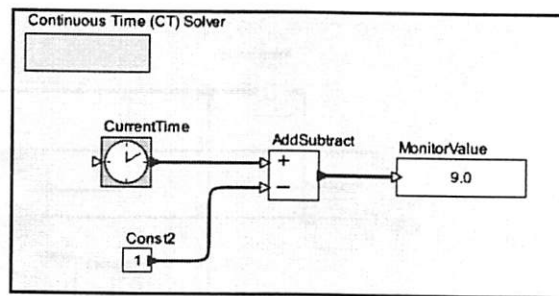 Continuous Time (CT) Solver
CurrentTime
AddSubtract
MonitorValue
+
−
9.0
Const2
1